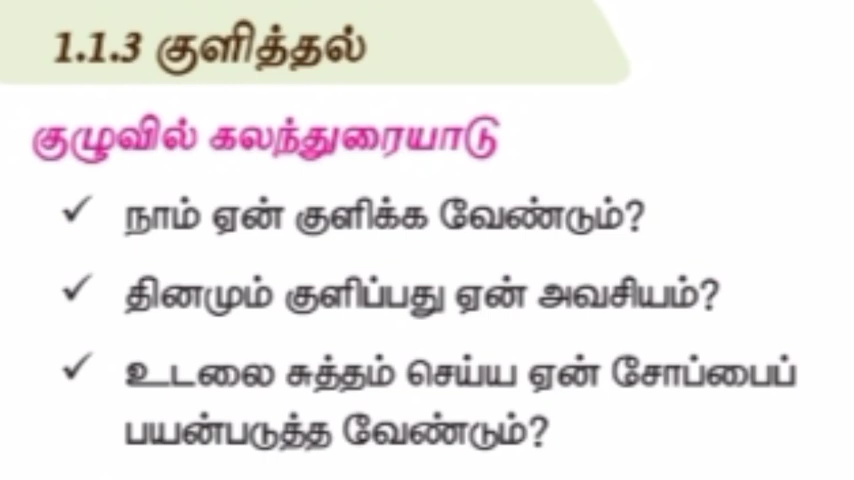 1.1.3 குளித்தல்
குழுவில் கலந்துரையாடு
✓ நாம் ஏன் குளிக்க வேண்டும்?
✓ தினமும் குளிப்பது ஏன் அவசியம்?
✓ உடலை சுத்தம் செய்ய ஏன் சோப்பைப்
பயன்படுத்த வேண்டும்?